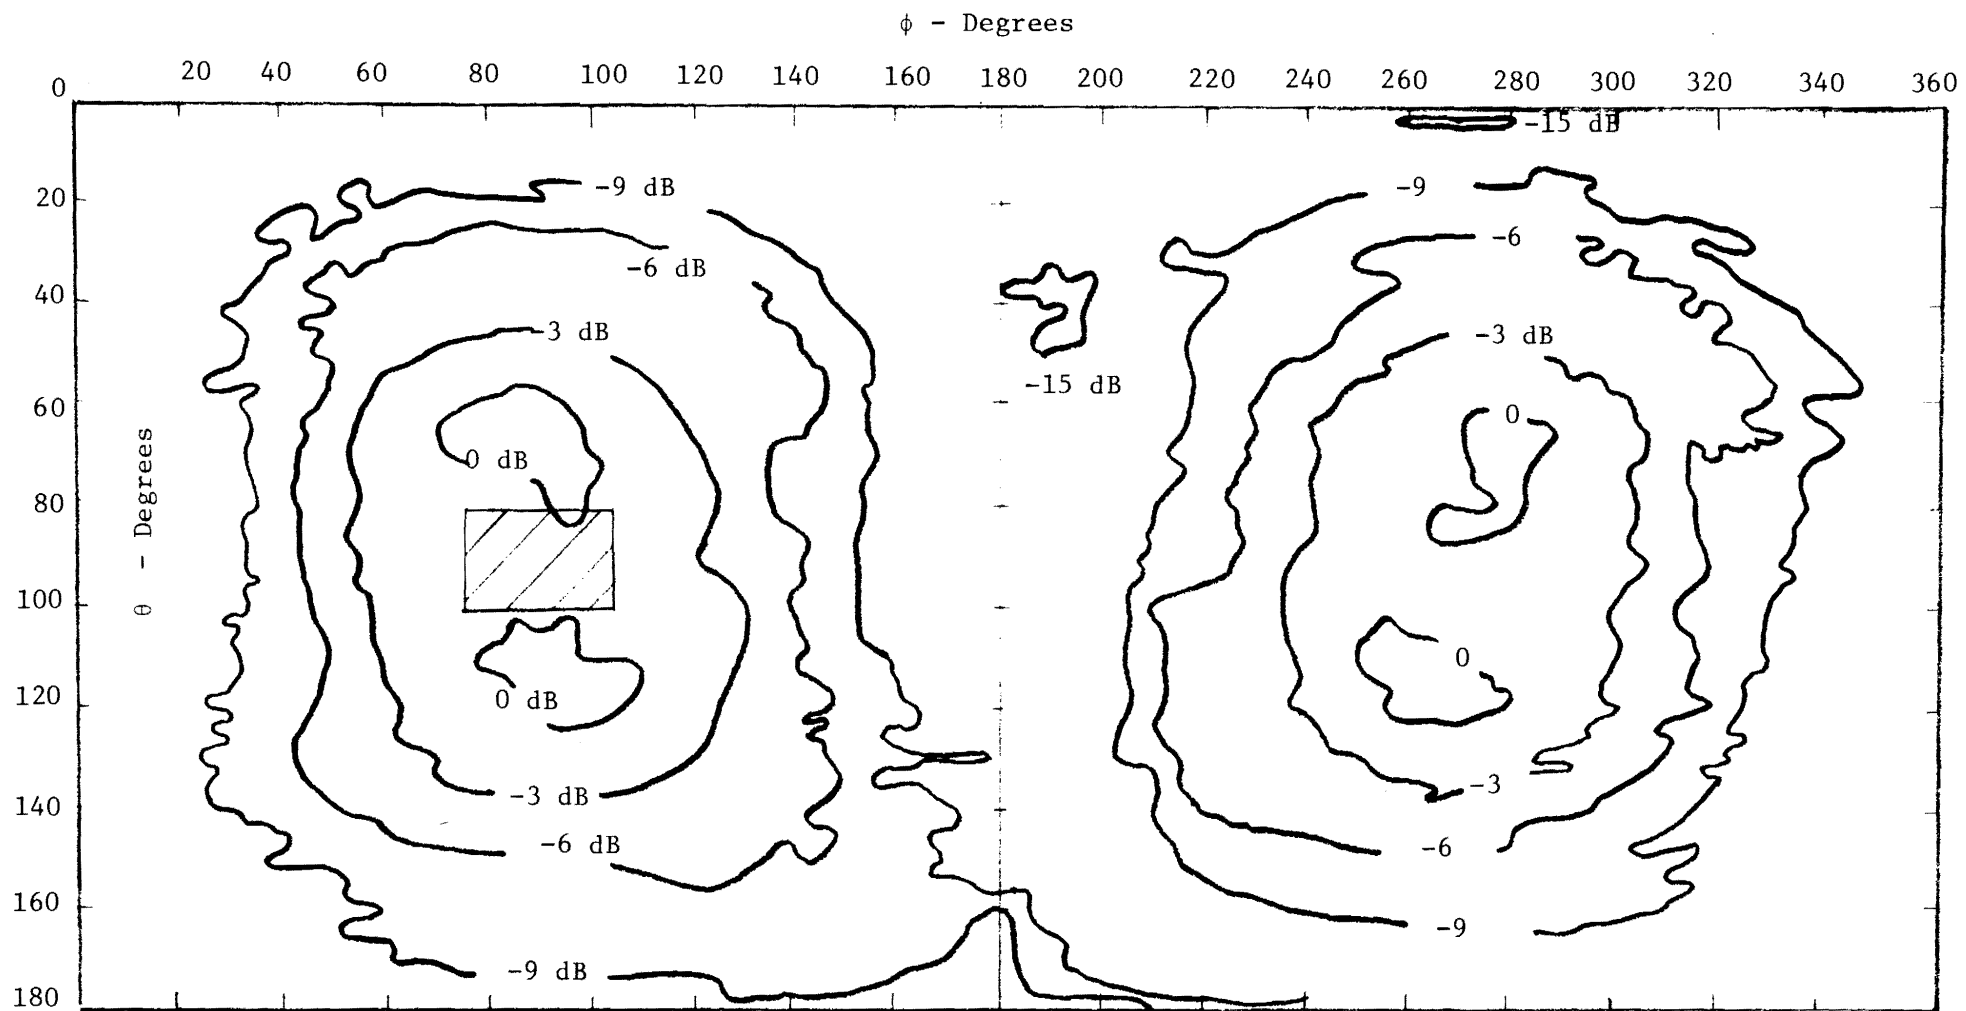 ϕ - Degrees
0 20 40 60 80 100 120 140 160 180 200 220 240 260 280 300 320 340 360
-15 dB
-9 dB
-9
20
-6
-6 dB
40
-3 dB
-3 dB
-15 dB
60
0
0 dB
80
θ - Degrees
100
0
120
0 dB
-3
140
-3 dB
-6 dB
-6
160
-9
-9 dB
180